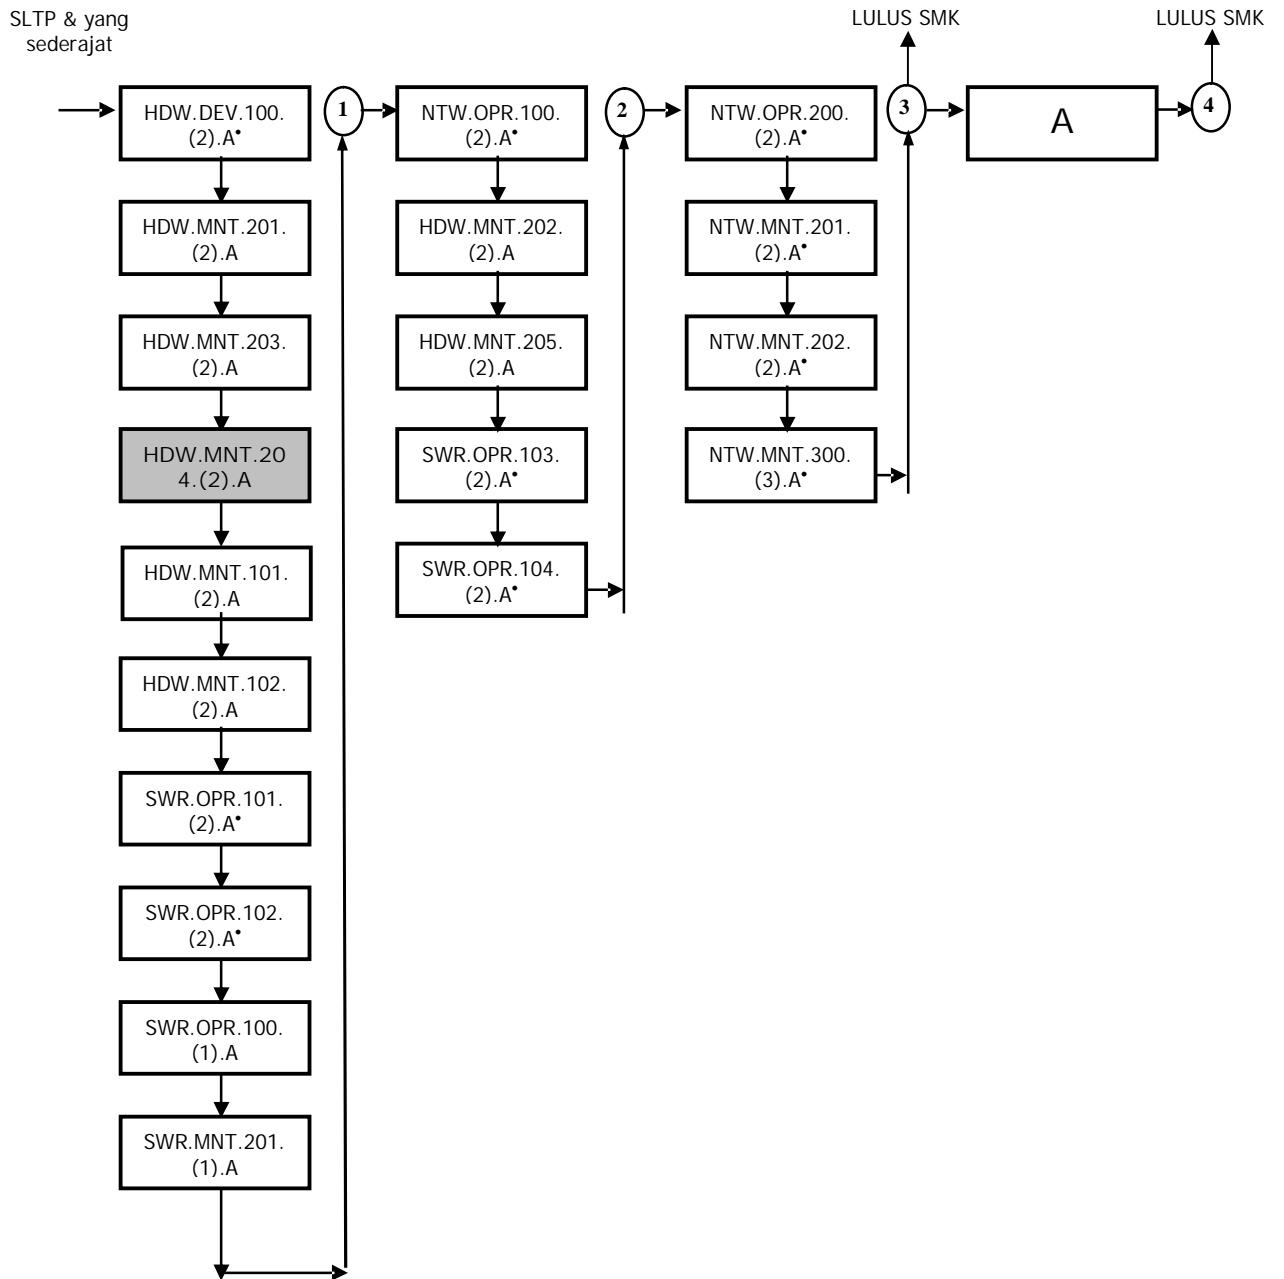 SLTP & yang
sederajat
LULUS SMK
LULUS SMK
HDW.DEV.100.
(2).A•
HDW.MNT.201.
(2).A
HDW.MNT.203.
(2).A
HDW.MNT.20
4.(2).A
HDW.MNT.101.
(2).A
HDW.MNT.102.
(2).A
SWR.OPR.101.
(2).A•
SWR.OPR.102.
(2).A•
SWR.OPR.100.
(1).A
SWR.MNT.201.
(1).A
1
NTW.OPR.100.
(2).A•
HDW.MNT.202.
(2).A
HDW.MNT.205.
(2).A
SWR.OPR.103.
(2).A•
SWR.OPR.104.
(2).A•
2
NTW.OPR.200.
(2).A•
NTW.MNT.201.
(2).A•
NTW.MNT.202.
(2).A•
NTW.MNT.300.
(3).A•
3
A
4